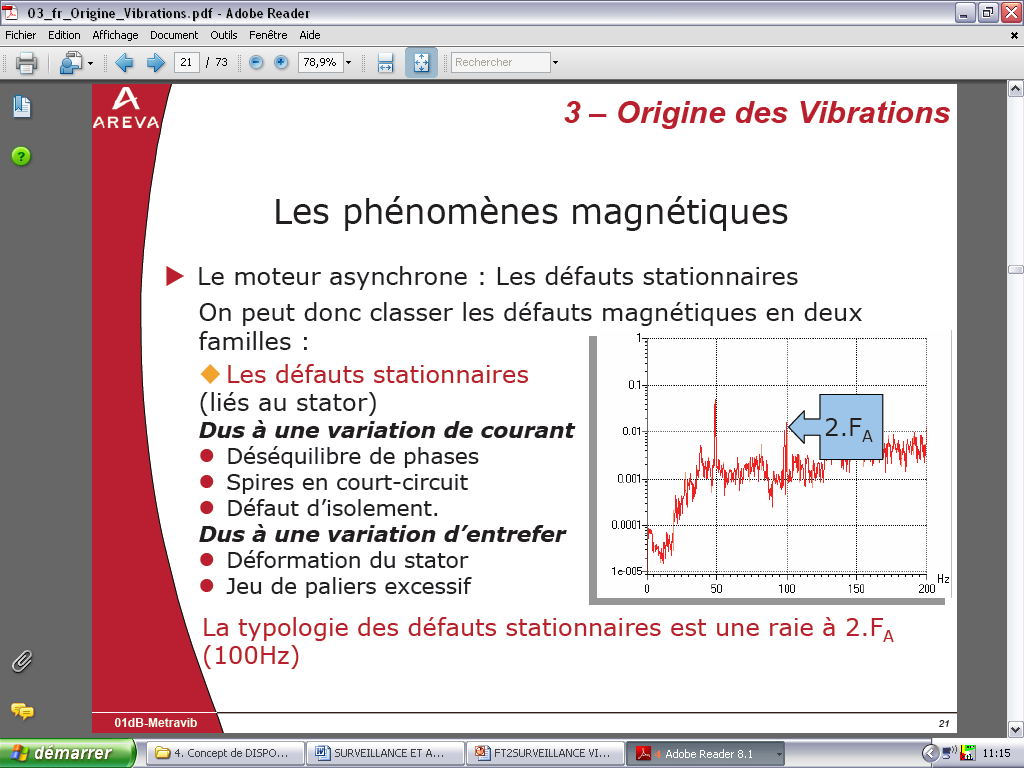 03_fr_Origine_Vibrations.pdf - Adobe Reader
Fichier Edition Affichage Document Outils Fenêtre Aide
21 / 73 78,9% Rechercher
AREVA
3 – Origine des Vibrations
Les phénomènes magnétiques
Le moteur asynchrone : Les défauts stationnaires
On peut donc classer les défauts magnétiques en deux
familles :
Les défauts stationnaires
(liés au stator)
Dus à une variation de courant
Déséquilibre de phases
Spires en court-circuit
Défaut d’isolement.
Dus à une variation d’entrefer
Déformation du stator
Jeu de paliers excessif
1
0.1
0.01
0.001
0.0001
1e-005
0 50 100 150 200
Hz
2.FA
La typologie des défauts stationnaires est une raie à 2.FA
(100Hz)
01dB-Metravib
21
démarrer
4. Concept de DISPO...
SURVEILLANCE ET A...
FT2SURVEILLANCE VI...
Adobe Reader 8.1
11:15